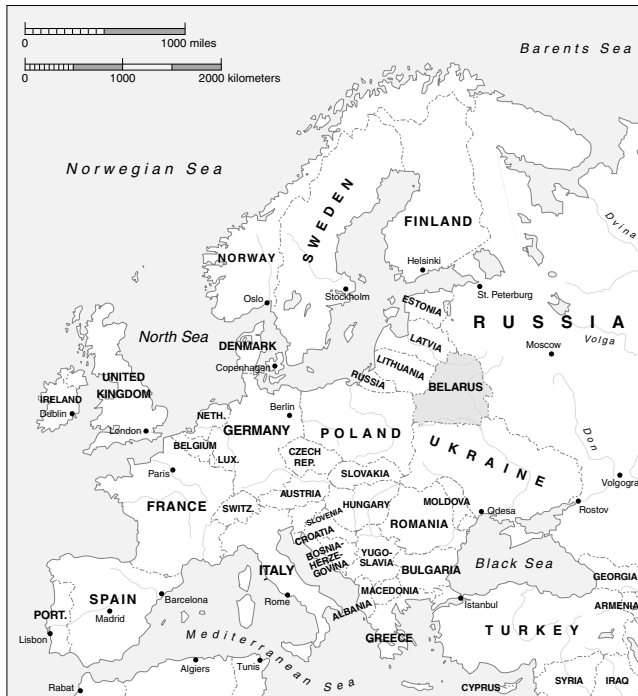 0 1000 miles
0 1000 2000 kilometers
Barents Sea
Norwegian Sea
Dvina
SWEDEN
FINLAND
NORWAY
Helsinki
Oslo
Stockholm
St. Peterburg
ESTONIA
RUSSIA
North Sea
LATVIA
Volga
DENMARK
Moscow
Copenhagen
LITHUANIA
RUSSIA
BELARUS
UNITED
KINGDOM
IRELAND
Dublin
Berlin
NETH.
London
GERMANY
POLAND
UKRAINE
Don
BELGIUM
LUX.
CZECH
REP.
Paris
SLOVAKIA
Volgogra
AUSTRIA
FRANCE
SWITZ.
HUNGARY
MOLDOVA
Odesa
Rostov
SLOVENIA
CROATIA
ROMANIA
BOSNIA-
HERZE-
GOVINA
YUGO-
SLAVIA
Black Sea
ITALY
BULGARIA
GEORGIA
SPAIN
Barcelona
Rome
MACEDONIA
Istanbul
ARMENIA
PORT.
Madrid
ALBANIA
Lisbon
GREECE
TURKEY
Mediterranean Sea
Algiers
Tunis
Rabat
CYPRUS
SYRIA
IRAQ